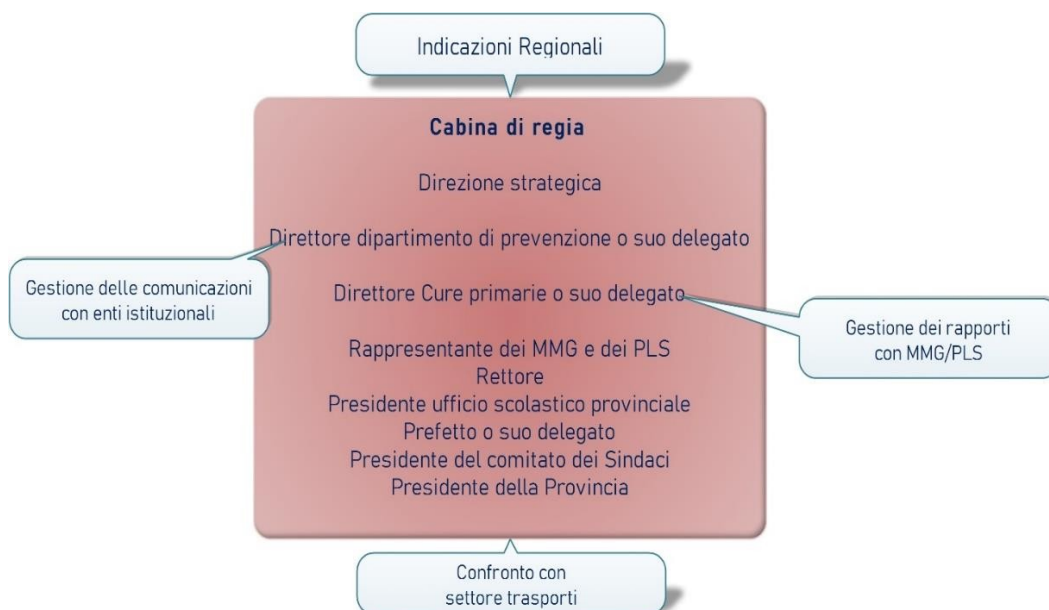 Indicazioni Regionali
Cabina di regia
Direzione strategica
Direttore dipartimento di prevenzione o suo delegato
Gestione delle comunicazioni
con enti istituzionali
Direttore Cure primarie o suo delegato
Gestione dei rapporti
con MMG/PLS
Rappresentante dei MMG e dei PLS
Rettore
Presidente ufficio scolastico provinciale
Prefetto o suo delegato
Presidente del comitato dei Sindaci
Presidente della Provincia
Confronto con
settore trasporti